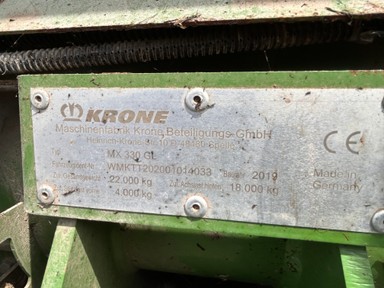 KRONE
Maschinenfabrik Krone Beteiligungs-GmbH
MX 330 GL
WMKTT202001014033 2019
22.000 kg 18.000 kg
4.000 kg
CE
Made in
Germany